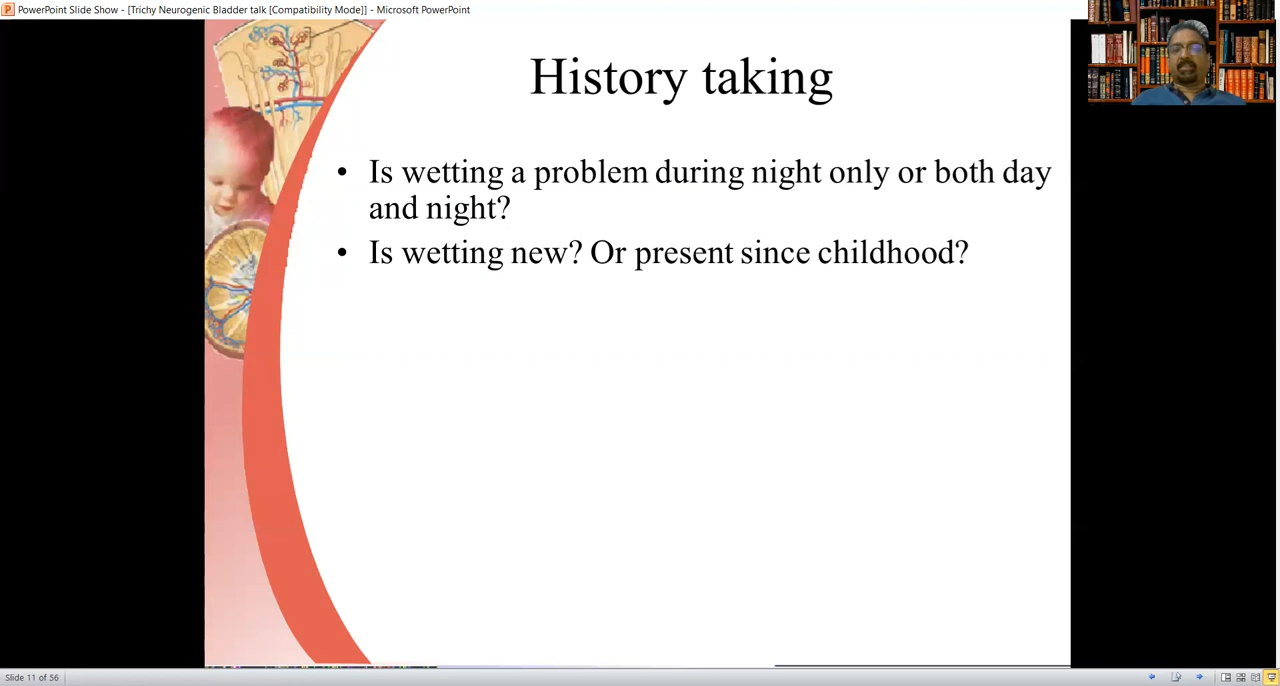 PowerPoint Slide Show - [Trichy Neurogenic Bladder talk [Compatibility Mode]] - Microsoft PowerPoint
History taking
• Is wetting a problem during night only or both day
and night?
• Is wetting new? Or present since childhood?
Slide 11 of 56